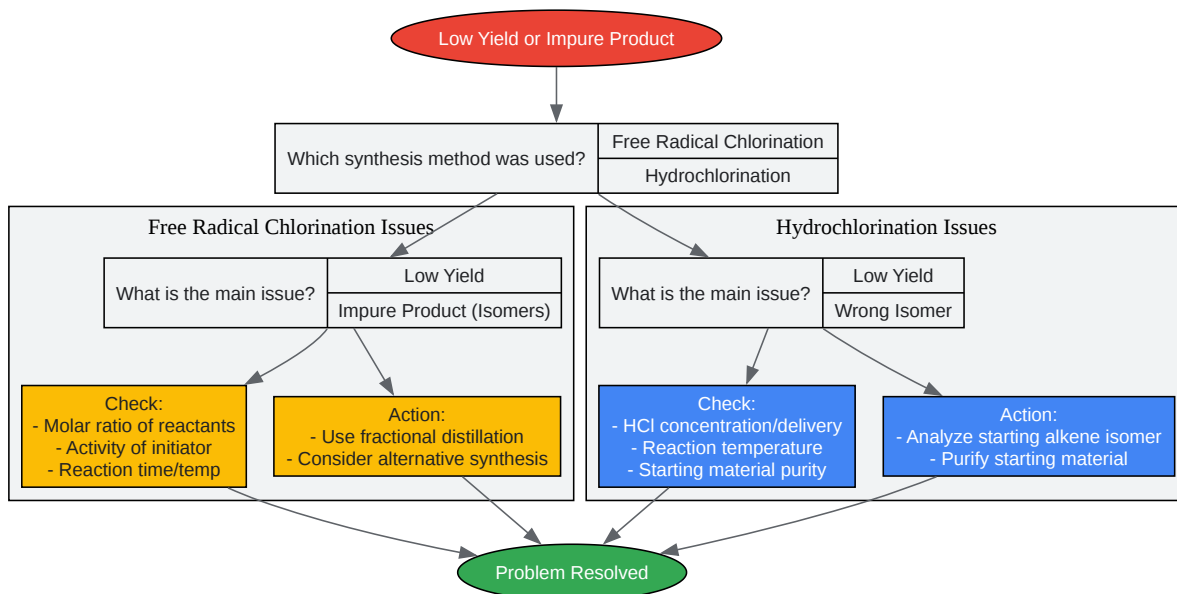 Low Yield or Impure Product
Which synthesis method was used?
Free Radical Chlorination
Hydrochlorination
Free Radical Chlorination Issues
What is the main issue?
Low Yield
Impure Product (Isomers)
Check:
- Molar ratio of reactants
- Activity of initiator
- Reaction time/temp
Action:
- Use fractional distillation
- Consider alternative synthesis
Hydrochlorination Issues
What is the main issue?
Low Yield
Wrong Isomer
Check:
- HCl concentration/delivery
- Reaction temperature
- Starting material purity
Action:
- Analyze starting alkene isomer
- Purify starting material
Problem Resolved